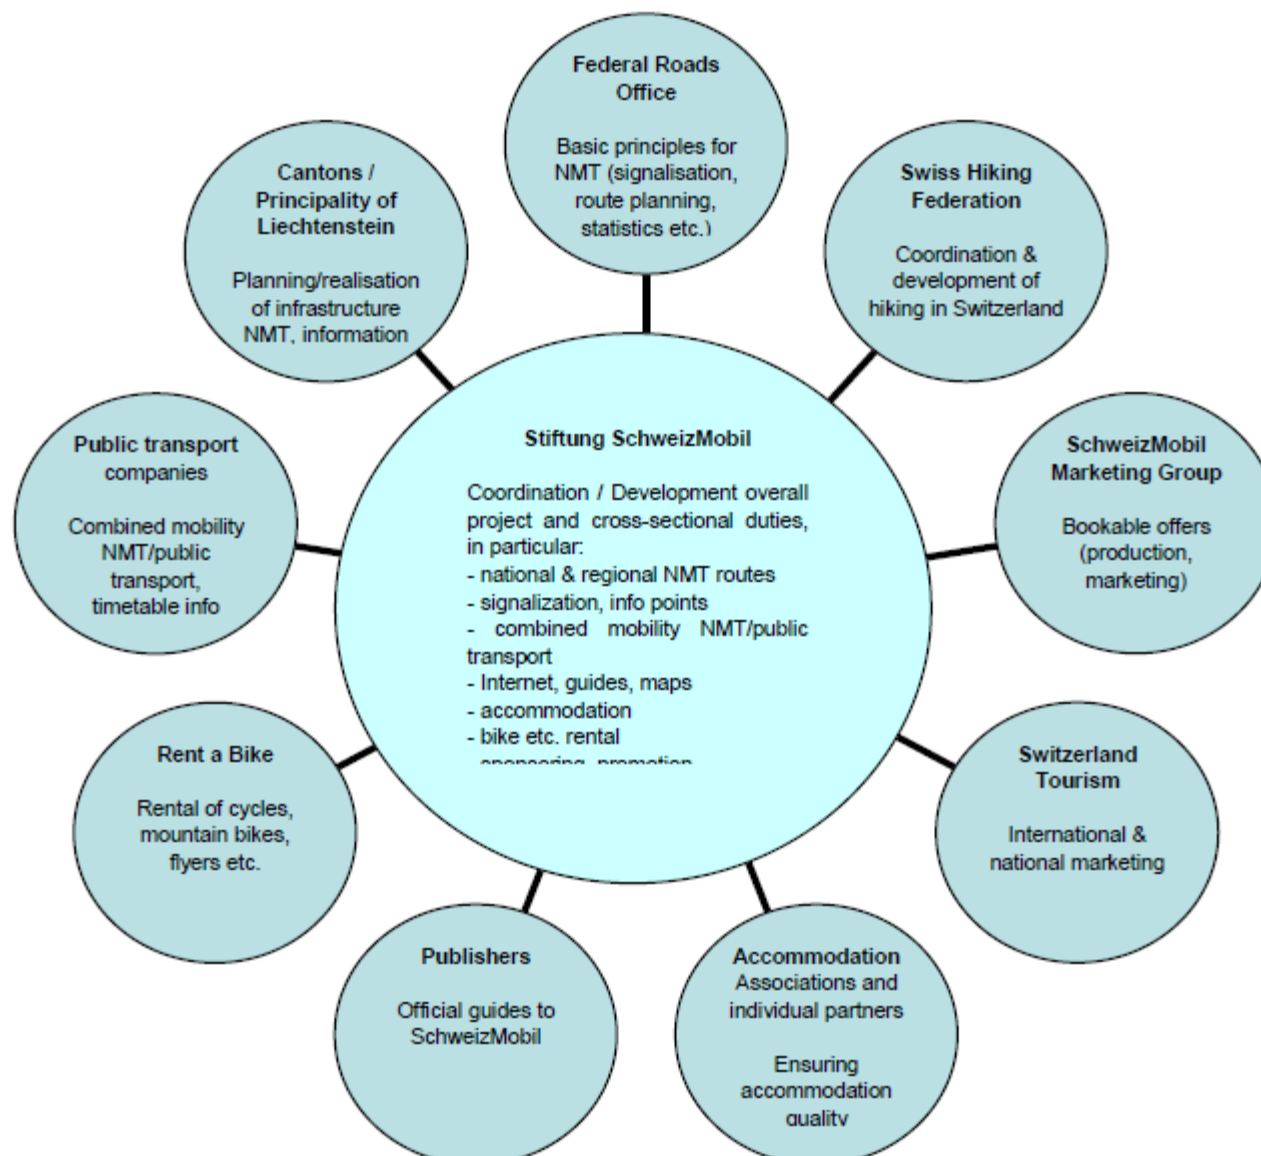 Federal Roads
Office
Basic principles for
NMT (signalisation,
route planning,
statistics etc.)
Cantons /
Principality of
Liechtenstein
Planning/realisation
of infrastructure
NMT, information
Swiss Hiking
Federation
Coordination &
development of
hiking in Switzerland
Public transport
companies
Combined mobility
NMT/public
transport,
timetable info
Stiftung SchweizMobil
Coordination / Development overall
project and cross-sectional duties,
in particular:
- national & regional NMT routes
- signalization, info points
- combined mobility NMT/public
transport
- Internet, guides, maps
- accommodation
- bike etc. rental
- sponsoring, promotion
SchweizMobil
Marketing Group
Bookable offers
(production,
marketing)
Rent a Bike
Rental of cycles,
mountain bikes,
flyers etc.
Switzerland
Tourism
International &
national marketing
Publishers
Official guides to
SchweizMobil
Accommodation
Associations and
individual partners
Ensuring
accommodation
quality